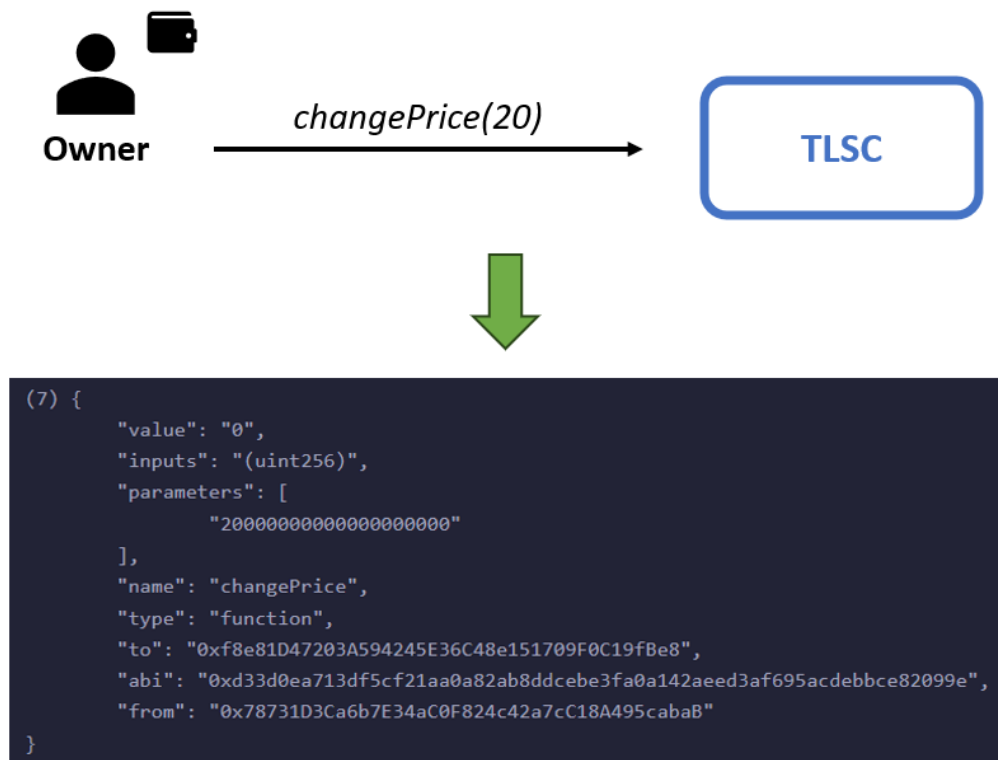 Owner
changePrice(20)
TLSC
(7) {
"value": "0",
"inputs": "(uint256)",
"parameters": [
"20000000000000000000"
],
"name": "changePrice",
"type": "function",
"to": "0xf8e81D47203A594245E36C48e151709F0C19fBe8",
"abi": "0xd33d0ea713df5cf21aa0a82ab8ddcebe3fa0a142aeed3af695acdebbce82099e",
"from": "0x78731D3Ca6b7E34aC0F824c42a7cC18A495cabaB"
}